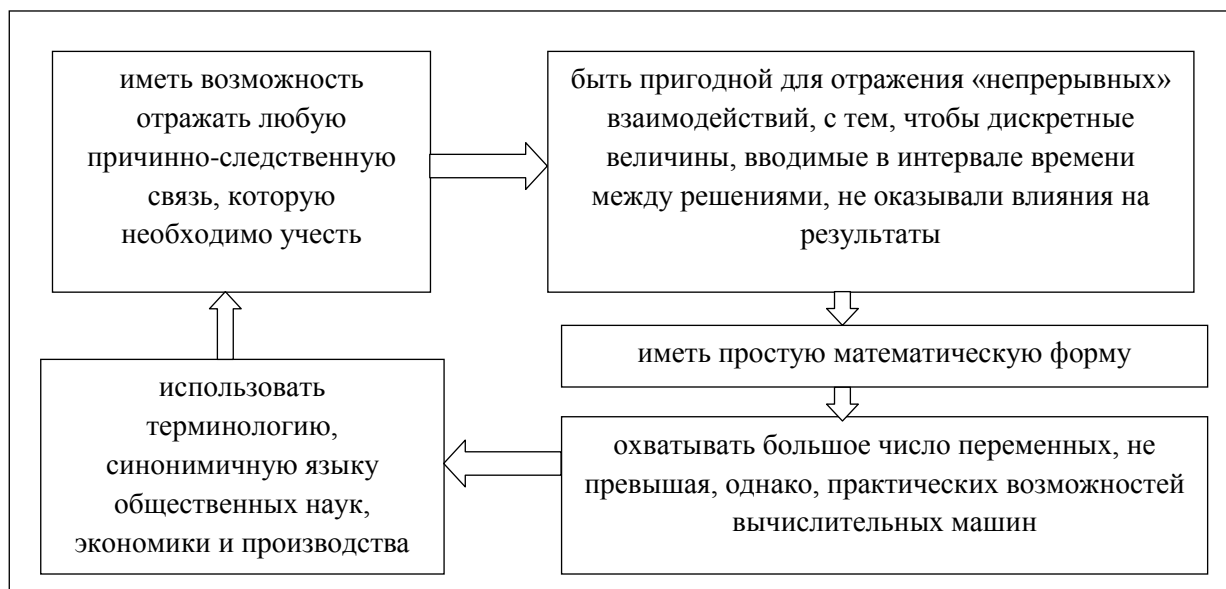 иметь возможность
отражать любую
причинно-следственную
связь, которую
необходимо учесть
быть пригодной для отражения «непрерывных»
взаимодействий, с тем, чтобы дискретные
величины, вводимые в интервале времени
между решениями, не оказывали влияния на
результаты
иметь простую математическую форму
охватывать большое число переменных, не
превышая, однако, практических возможностей
вычислительных машин
использовать
терминологию,
синонимичную языку
общественных наук,
экономики и производства